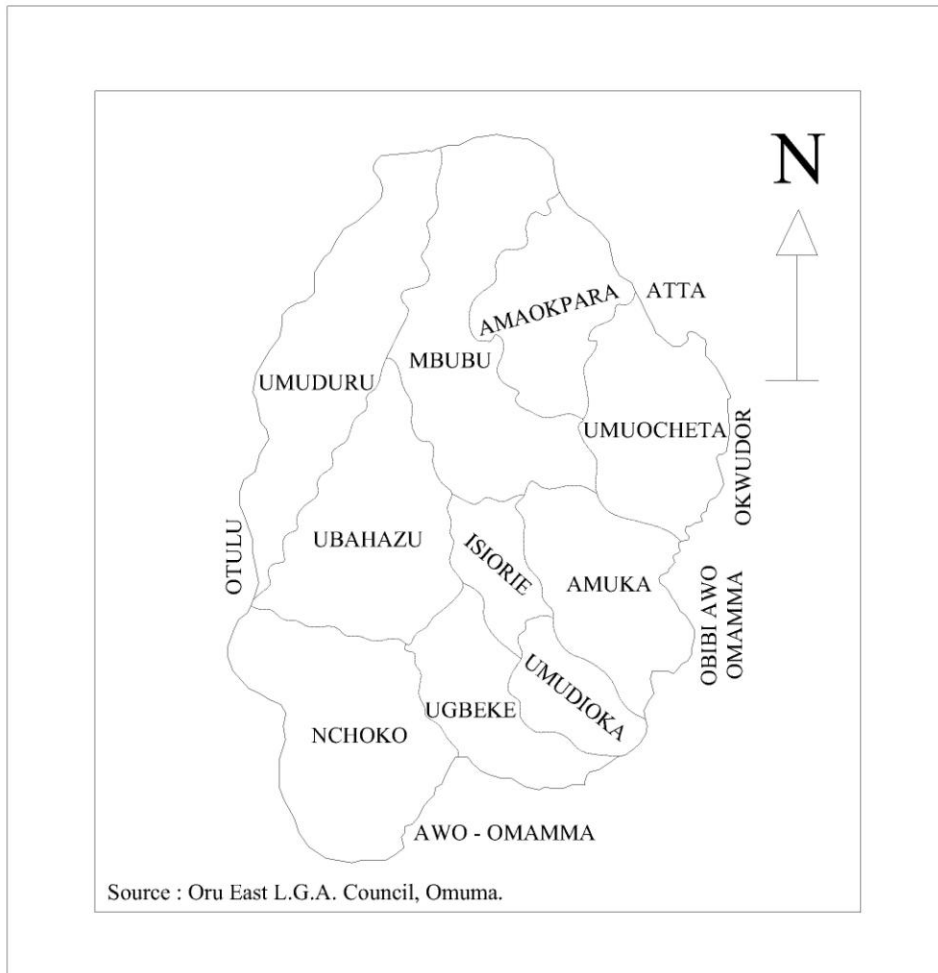 N
ATTA
AMAOKPARA
MBUBU
UMUDURU
UMUOCHETA
OKWUDOR
OTULU
UBAHAZU
ISIORIE
AMUKA
OBIBI AWO
OMAMMA
UMUDIOKA
UGBEKE
NCHOKO
AWO - OMAMMA
Source : Oru East L.G.A. Council, Omuma.